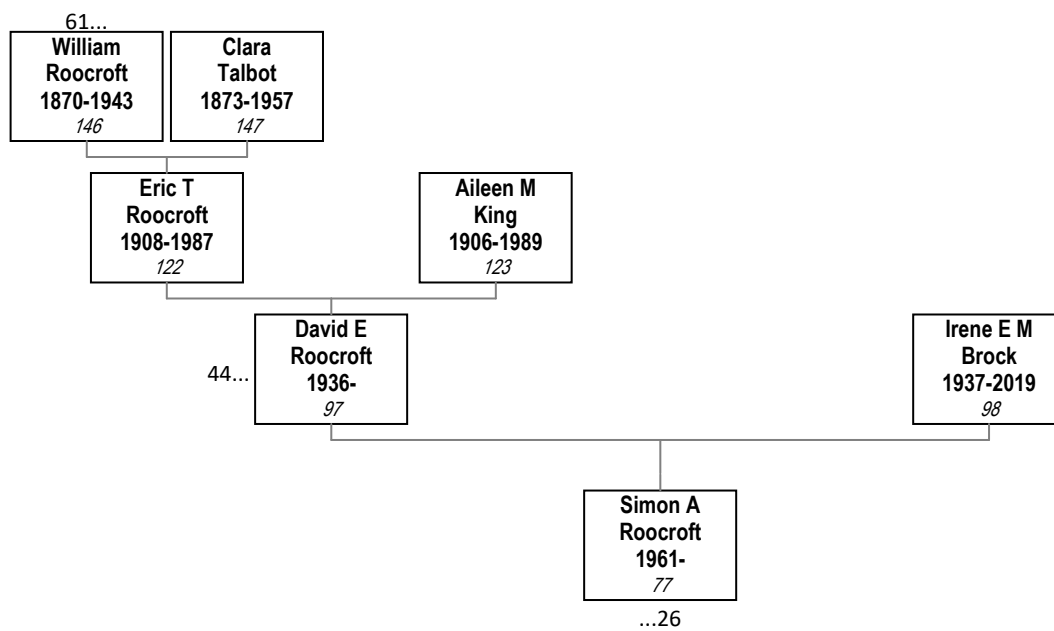 61...
William
Roocroft
1870-1943
146
Clara
Talbot
1873-1957
147
Eric T
Roocroft
1908-1987
122
Aileen M
King
1906-1989
123
David E
Roocroft
1936-
97
44...
Irene E M
Brock
1937-2019
98
Simon A
Roocroft
1961-
77
...26